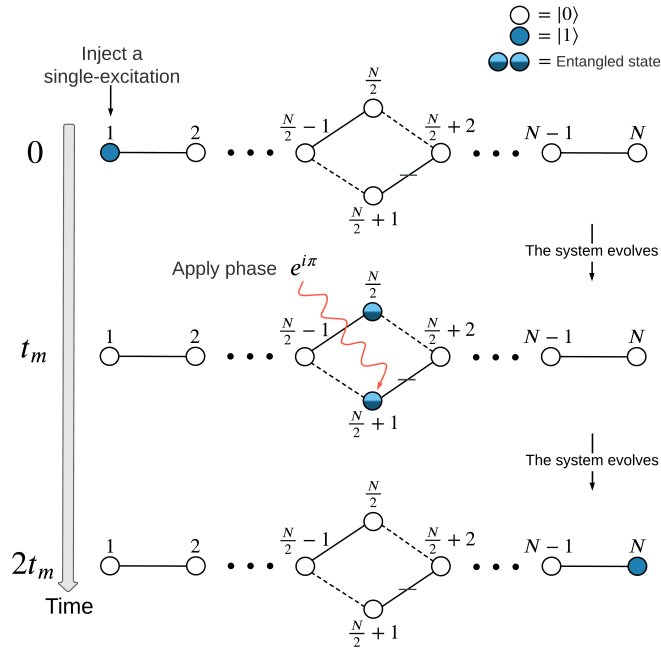 = |0⟩
= |1⟩
= Entangled state
Inject a
single-excitation
0
1 2 N/2 − 1 N/2 N/2 + 1 N/2 + 2 N − 1 N
The system evolves
Apply phase e^{iπ}
t_m
1 2 N/2 − 1 N/2 N/2 + 1 N/2 + 2 N − 1 N
The system evolves
2t_m
1 2 N/2 − 1 N/2 N/2 + 1 N/2 + 2 N − 1 N
Time